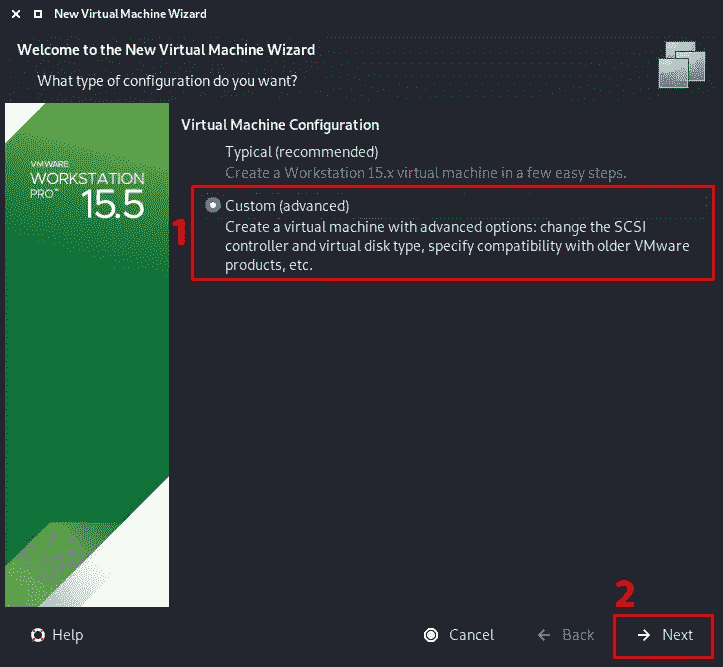 New Virtual Machine Wizard
Welcome to the New Virtual Machine Wizard
What type of configuration do you want?
VMWARE
WORKSTATION
PRO™
15.5
Virtual Machine Configuration
Typical (recommended)
Create a Workstation 15.x virtual machine in a few easy steps.
1
Custom (advanced)
Create a virtual machine with advanced options: change the SCSI
controller and virtual disk type, specify compatibility with older VMware
products, etc.
2
Help
Cancel
Back
Next